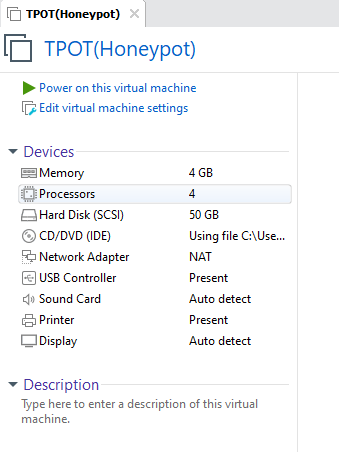 TPOT(Honeypot)
TPOT(Honeypot)
Power on this virtual machine
Edit virtual machine settings
Devices
Memory 4 GB
Processors 4
Hard Disk (SCSI) 50 GB
CD/DVD (IDE) Using file C:\Use...
Network Adapter NAT
USB Controller Present
Sound Card Auto detect
Printer Present
Display Auto detect
Description
Type here to enter a description of this virtual
machine.